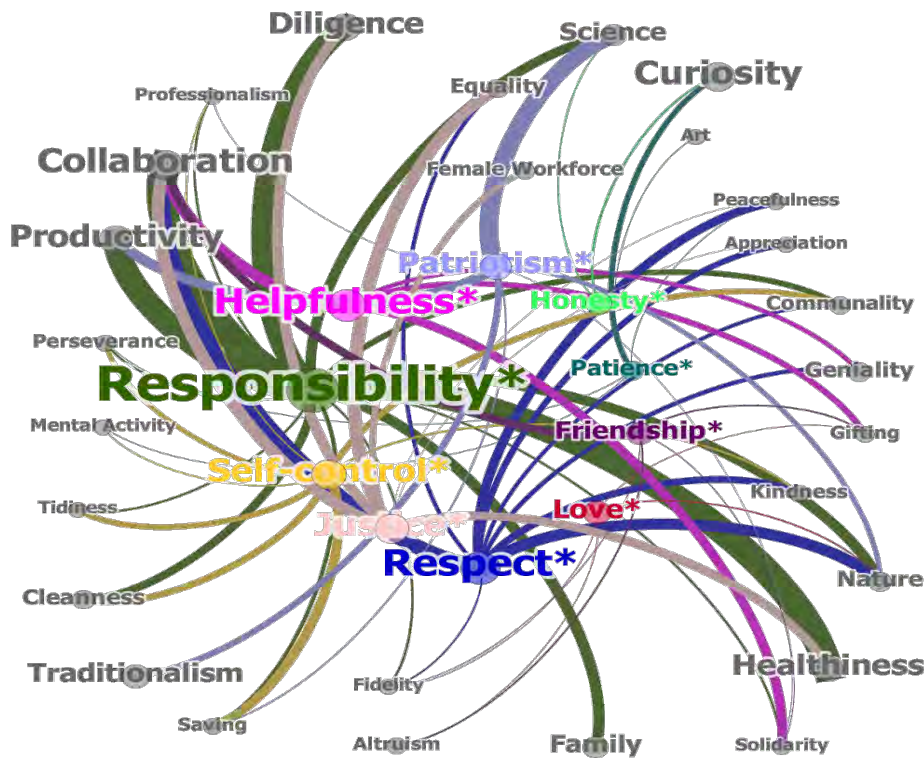 Diligence
Science
Curiosity
Equality
Professionalism
Art
Collaboration
Female Workforce
Peacefulness
Productivity
Appreciation
Patriotism*
Helpfulness*
Honesty*
Communality
Perseverance
Patience*
Geniality
Responsibility*
Mental Activity
Friendship*
Gifting
Self-control*
Kindness
Tidiness
Love*
Justice*
Respect*
Nature
Cleanness
Healthiness
Traditionalism
Fidelity
Saving
Altruism
Family
Solidarity